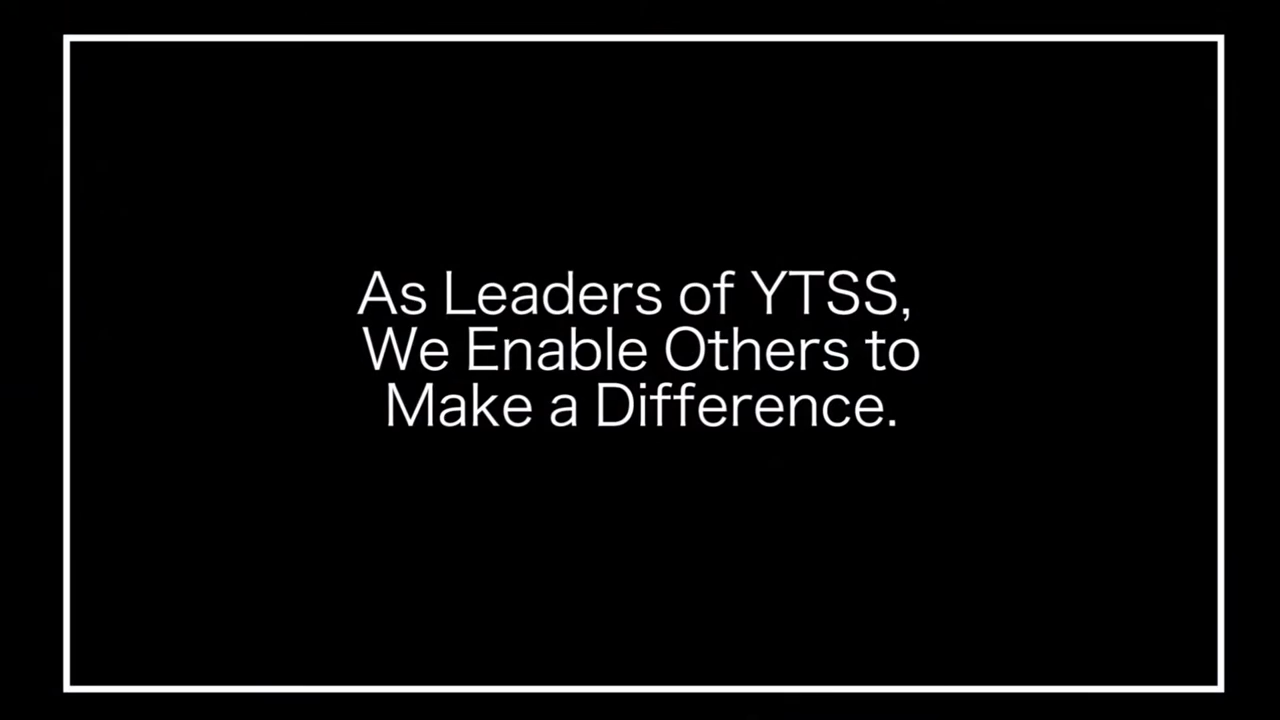 As Leaders of YTSS,
We Enable Others to
Make a Difference.